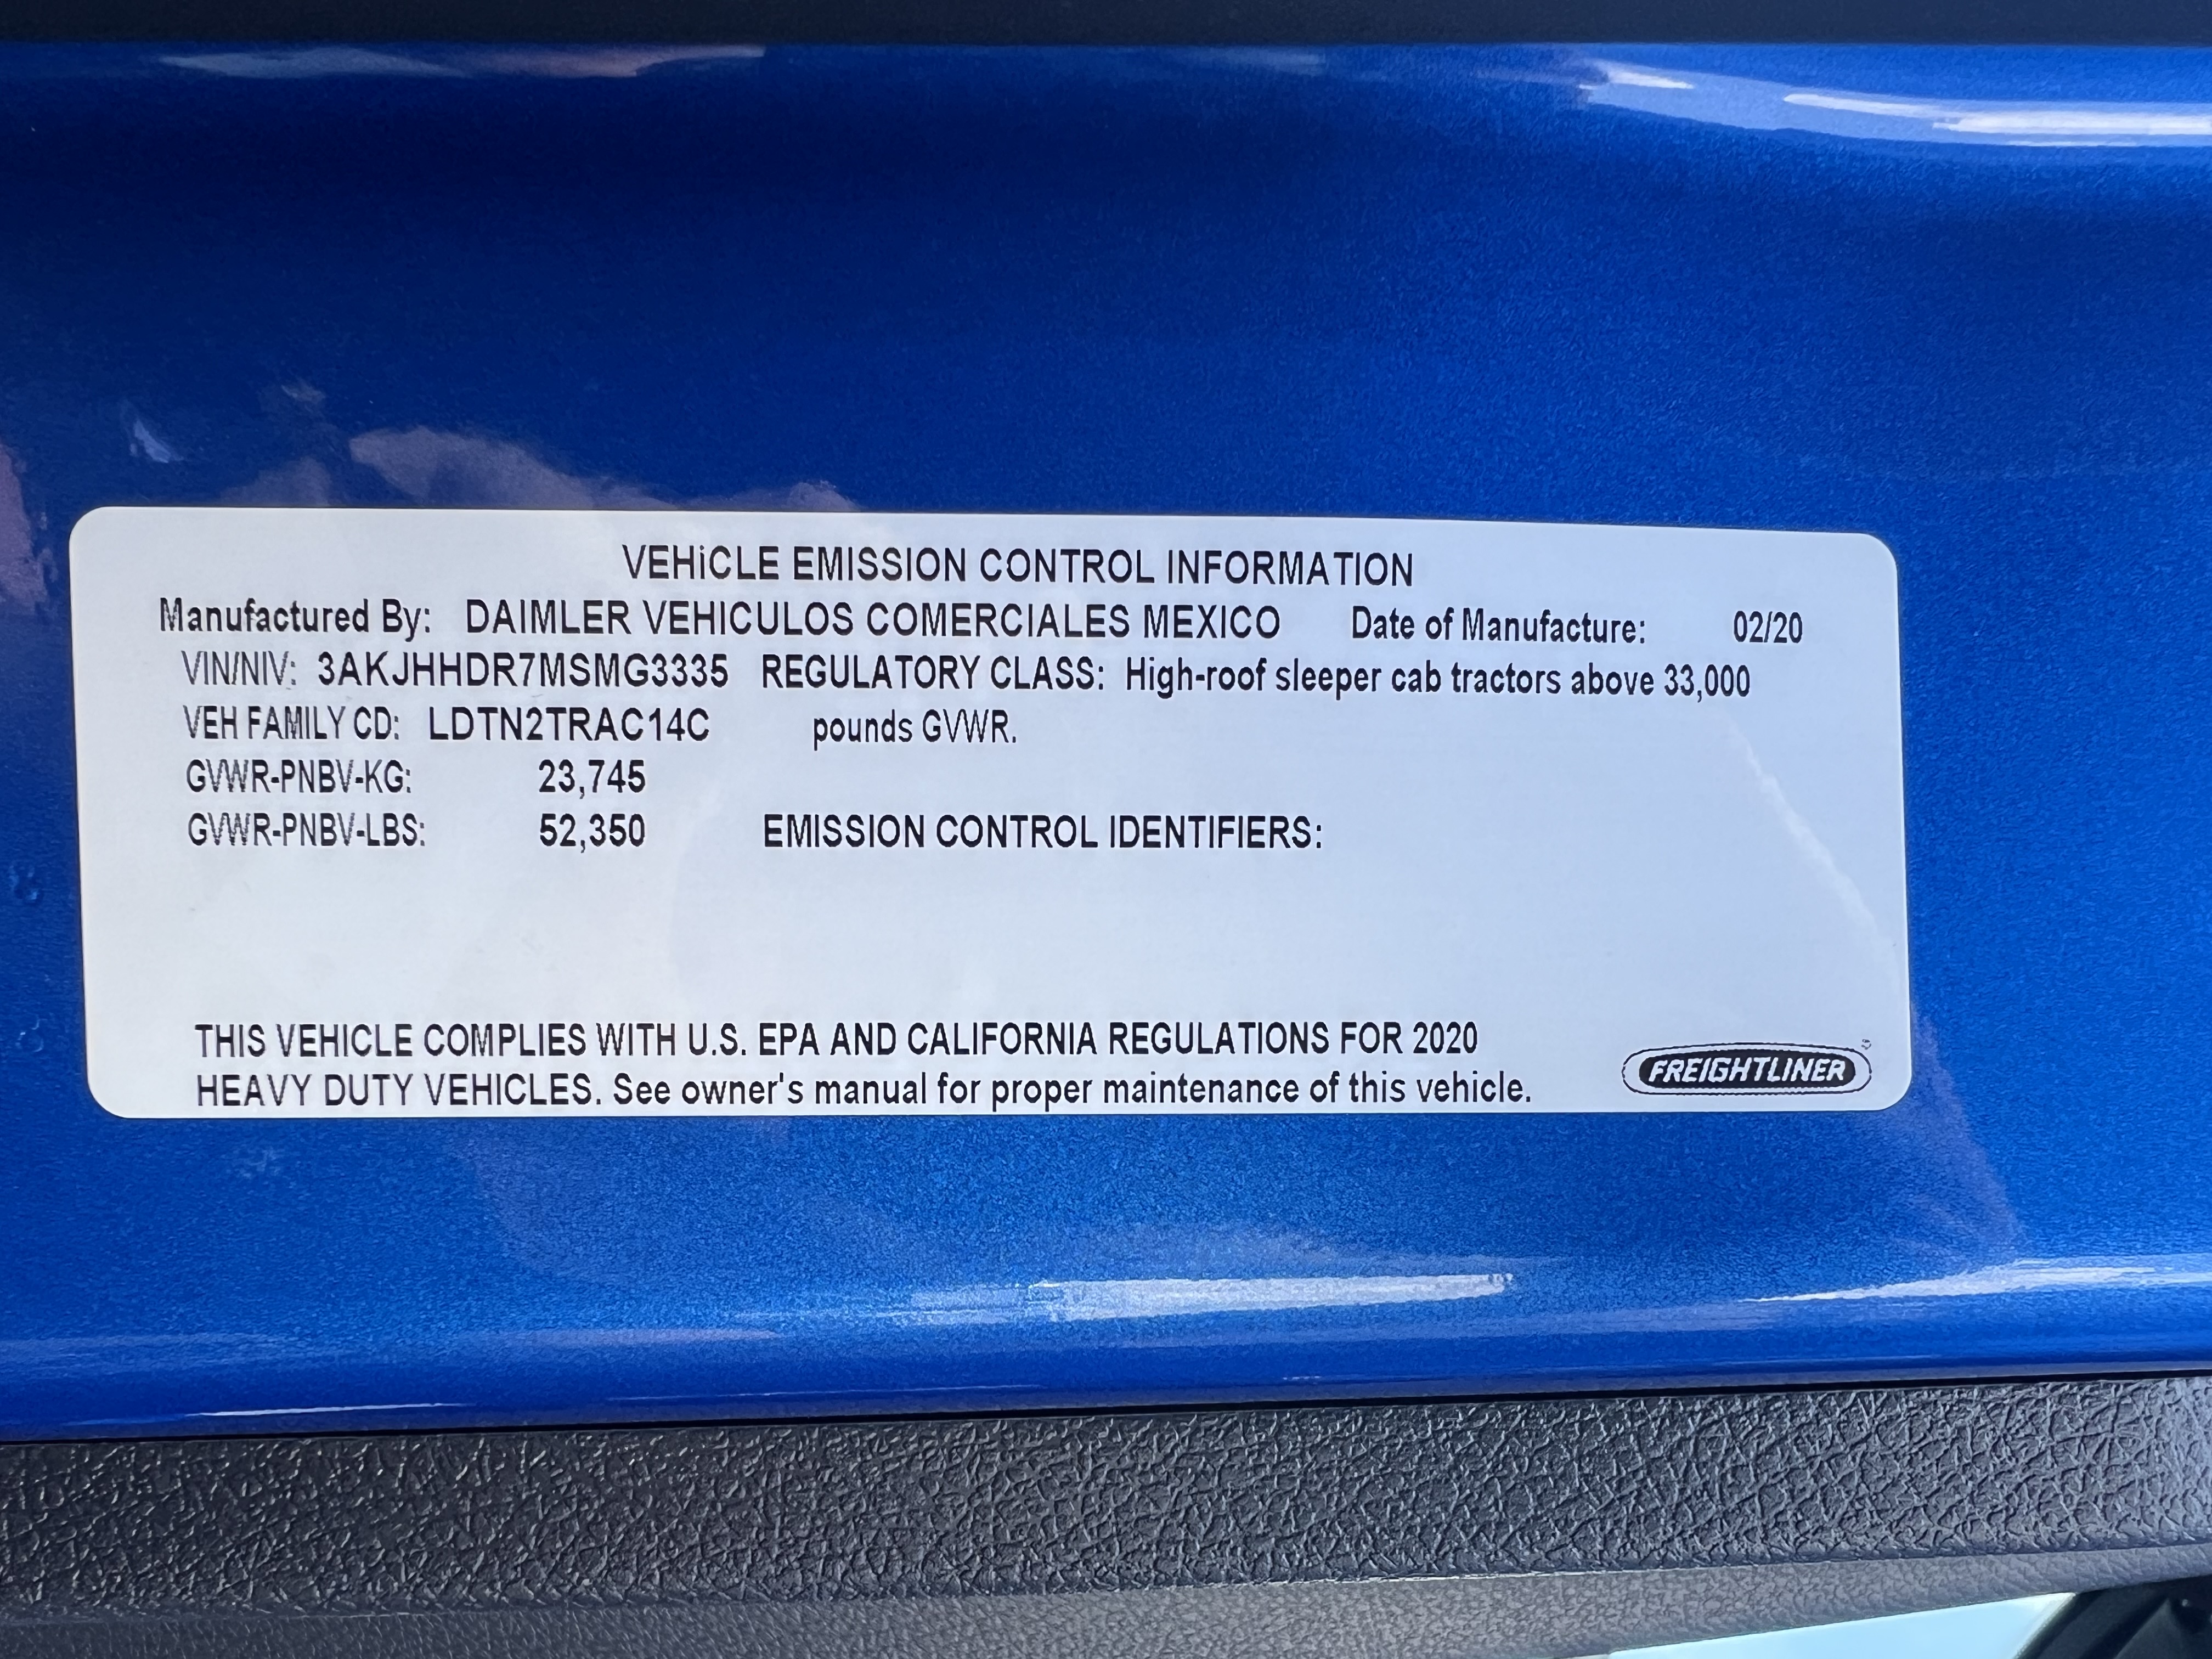 VEHiCLE EMISSION CONTROL INFORMATION
Manufactured By: DAIMLER VEHICULOS COMERCIALES MEXICO Date of Manufacture: 02/20
VIN/NIV: 3AKJHHDR7MSMG3335 REGULATORY CLASS: High-roof sleeper cab tractors above 33,000
VEH FAMILY CD: LDTN2TRAC14C pounds GVWR.
GVWR-PNBV-KG: 23,745
GVWR-PNBV-LBS: 52,350 EMISSION CONTROL IDENTIFIERS:
THIS VEHICLE COMPLIES WITH U.S. EPA AND CALIFORNIA REGULATIONS FOR 2020
HEAVY DUTY VEHICLES. See owner's manual for proper maintenance of this vehicle.
FREIGHTLINER